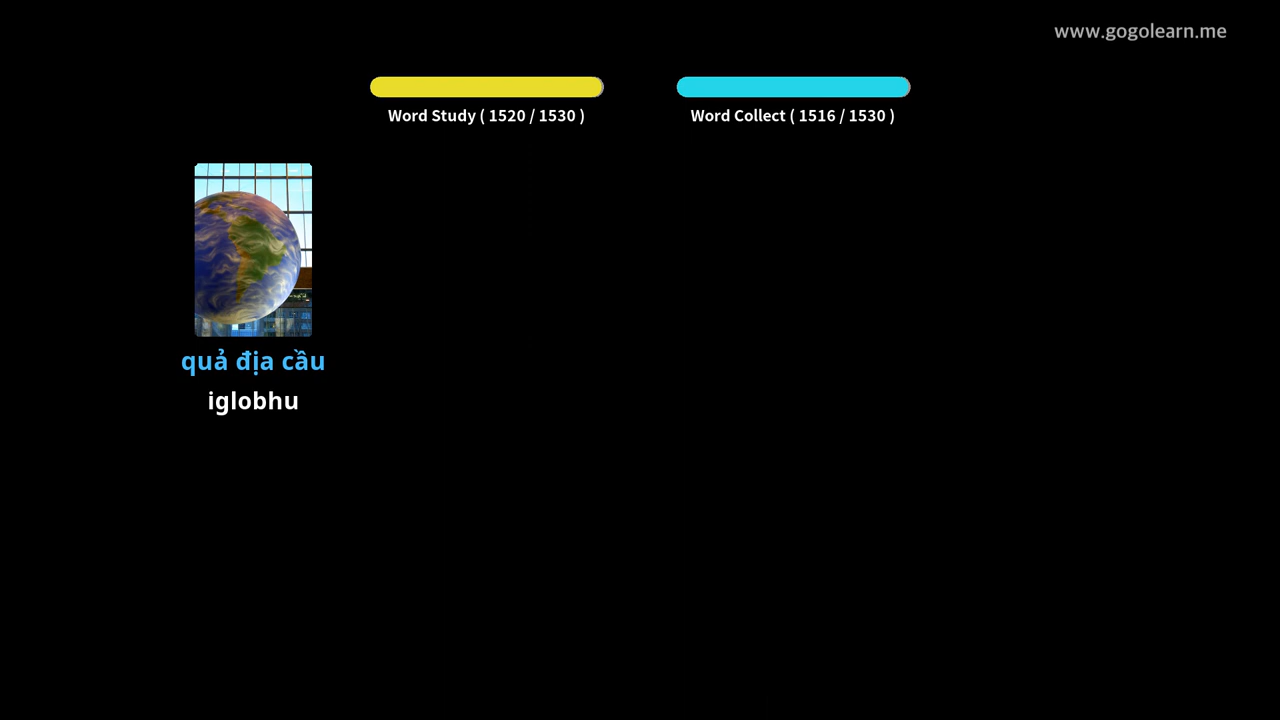 www.gogolearn.me
Word Study ( 1520 / 1530 )
Word Collect ( 1516 / 1530 )
quả địa cầu
iglobhu